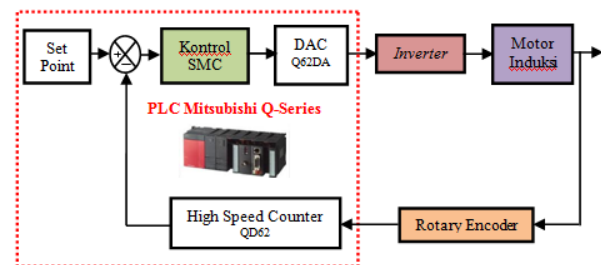 Set
Point
Kontrol
SMC
DAC
Q62DA
Inverter
Motor
Induksi
PLC Mitsubishi Q-Series
High Speed Counter
QD62
Rotary Encoder